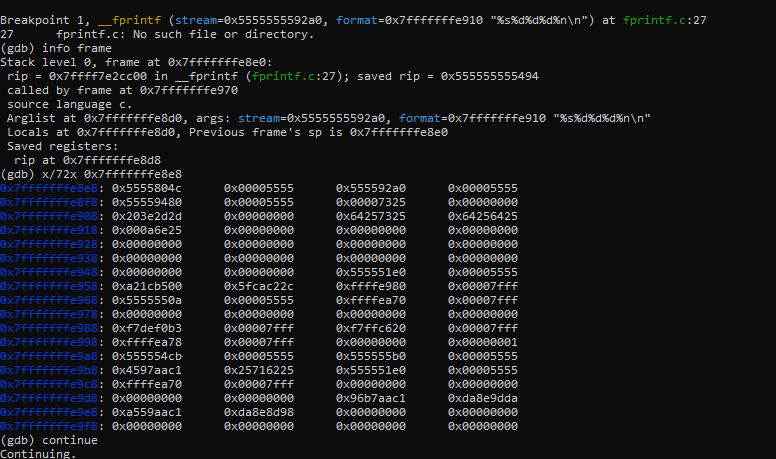 Breakpoint 1, __fprintf (stream=0x5555555592a0, format=0x7fffffffe910 "%s%d%d%d%n\n") at fprintf.c:27
27 fprintf.c: No such file or directory.
(gdb) info frame
Stack level 0, frame at 0x7fffffffe8e0:
rip = 0x7ffff7e2cc00 in __fprintf (fprintf.c:27); saved rip = 0x555555555494
called by frame at 0x7fffffffe970
source language c.
Arglist at 0x7fffffffe8d0, args: stream=0x5555555592a0, format=0x7fffffffe910 "%s%d%d%d%n\n"
Locals at 0x7fffffffe8d0, Previous frame's sp is 0x7fffffffe8e0
Saved registers:
rip at 0x7fffffffe8d8
(gdb) x/72x 0x7fffffffe8e8
0x7fffffffe8e8: 0x5555804c 0x00005555 0x555592a0 0x00005555
0x7fffffffe8f8: 0x55559480 0x00005555 0x00007325 0x00000000
0x7fffffffe908: 0x203e2d2d 0x00000000 0x64257325 0x64256425
0x7fffffffe918: 0x000a6e25 0x00000000 0x00000000 0x00000000
0x7fffffffe928: 0x00000000 0x00000000 0x00000000 0x00000000
0x7fffffffe938: 0x00000000 0x00000000 0x00000000 0x00000000
0x7fffffffe948: 0x00000000 0x00000000 0x555551e0 0x00005555
0x7fffffffe958: 0xa21cb500 0x5fcac22c 0xffffe980 0x00007fff
0x7fffffffe968: 0x5555550a 0x00005555 0xffffea70 0x00007fff
0x7fffffffe978: 0x00000000 0x00000000 0x00000000 0x00000000
0x7fffffffe988: 0xf7def0b3 0x00007fff 0xf7ffc620 0x00007fff
0x7fffffffe998: 0xffffea78 0x00007fff 0x00000000 0x00000001
0x7fffffffe9a8: 0x555554cb 0x00005555 0x555555b0 0x00005555
0x7fffffffe9b8: 0x4597aac1 0x25716225 0x555551e0 0x00005555
0x7fffffffe9c8: 0xffffea70 0x00007fff 0x00000000 0x00000000
0x7fffffffe9d8: 0x00000000 0x00000000 0x96b7aac1 0xda8e9dda
0x7fffffffe9e8: 0xa559aac1 0xda8e8d98 0x00000000 0x00000000
0x7fffffffe9f8: 0x00000000 0x00000000 0x00000000 0x00000000
(gdb) continue
Continuing.